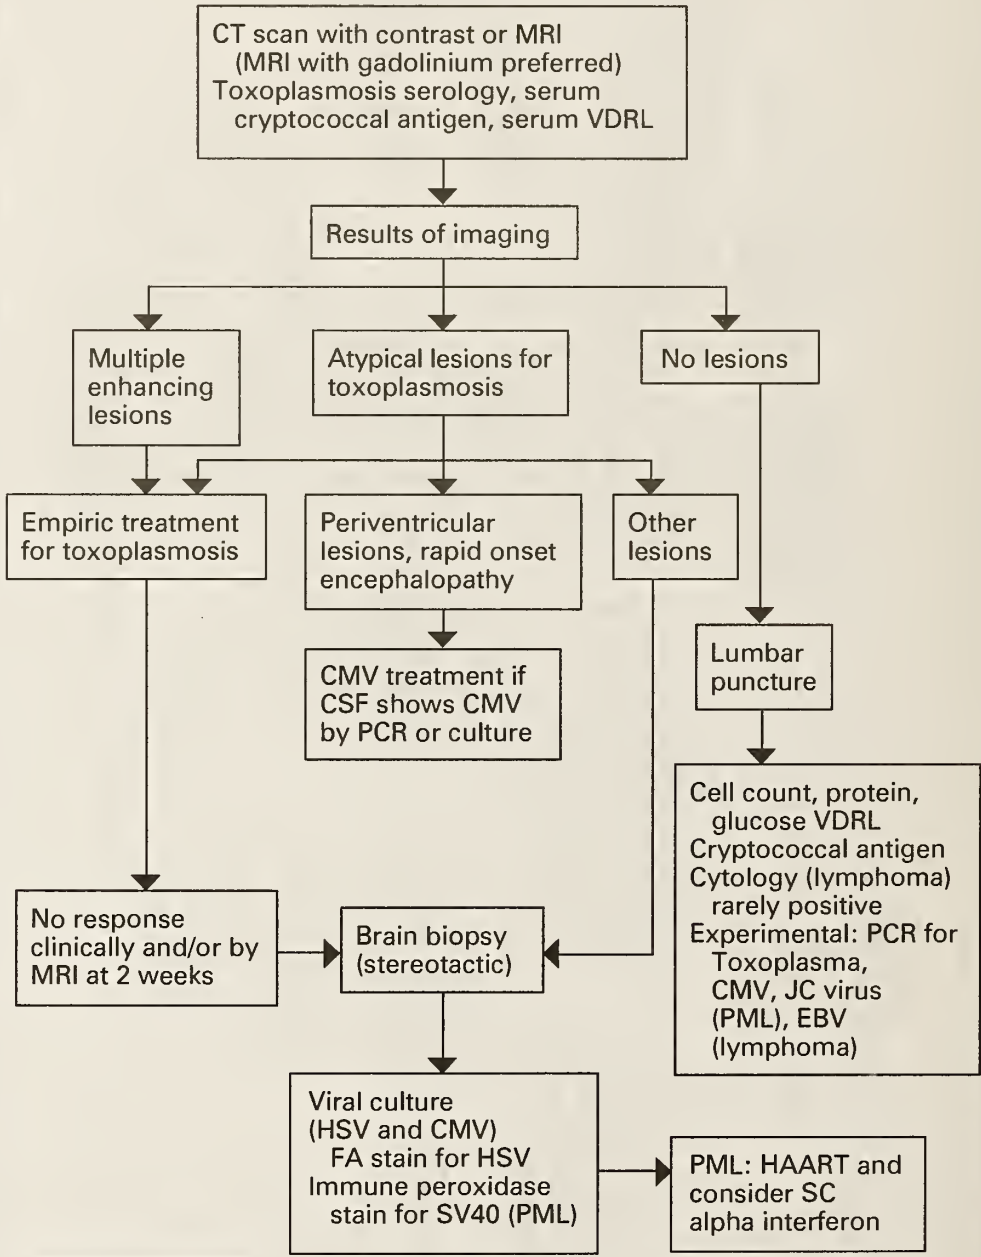 CT scan with contrast or MRI
(MRI with gadolinium preferred)
Toxoplasmosis serology, serum
cryptococcal antigen, serum VDRL
Results of imaging
Multiple
enhancing
lesions
Atypical lesions for
toxoplasmosis
No lesions
Empiric treatment
for toxoplasmosis
Periventricular
lesions, rapid onset
encephalopathy
Other
lesions
CMV treatment if
CSF shows CMV
by PCR or culture
Lumbar
puncture
Cell count, protein,
glucose VDRL
Cryptococcal antigen
Cytology (lymphoma)
rarely positive
Experimental: PCR for
Toxoplasma,
CMV, JC virus
(PML), EBV
(lymphoma)
No response
clinically and/or by
MRI at 2 weeks
Brain biopsy
(stereotactic)
Viral culture
(HSV and CMV)
FA stain for HSV
Immune peroxidase
stain for SV40 (PML)
PML: HAART and
consider SC
alpha interferon